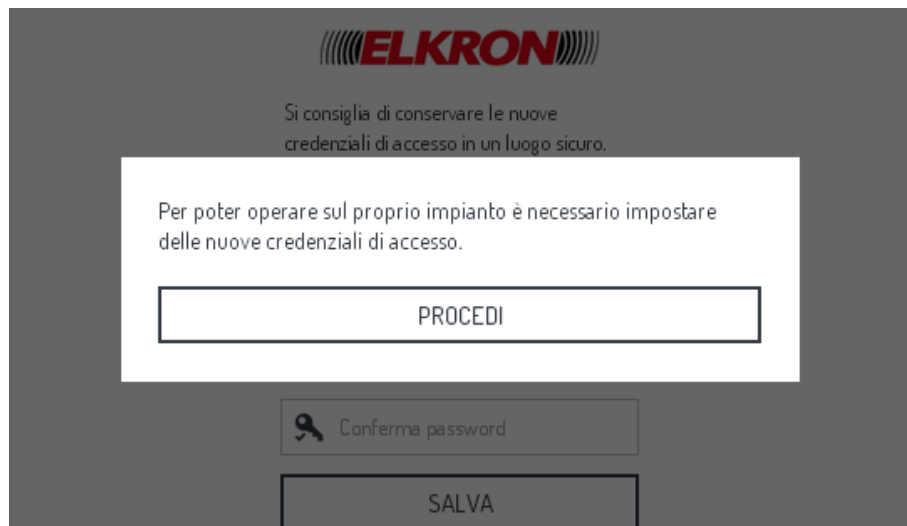 ELKRON
Si consiglia di conservare le nuove
credenziali di accesso in un luogo sicuro.
Per poter operare sul proprio impianto è necessario impostare
delle nuove credenziali di accesso.
PROCEDI
Conferma password
SALVA